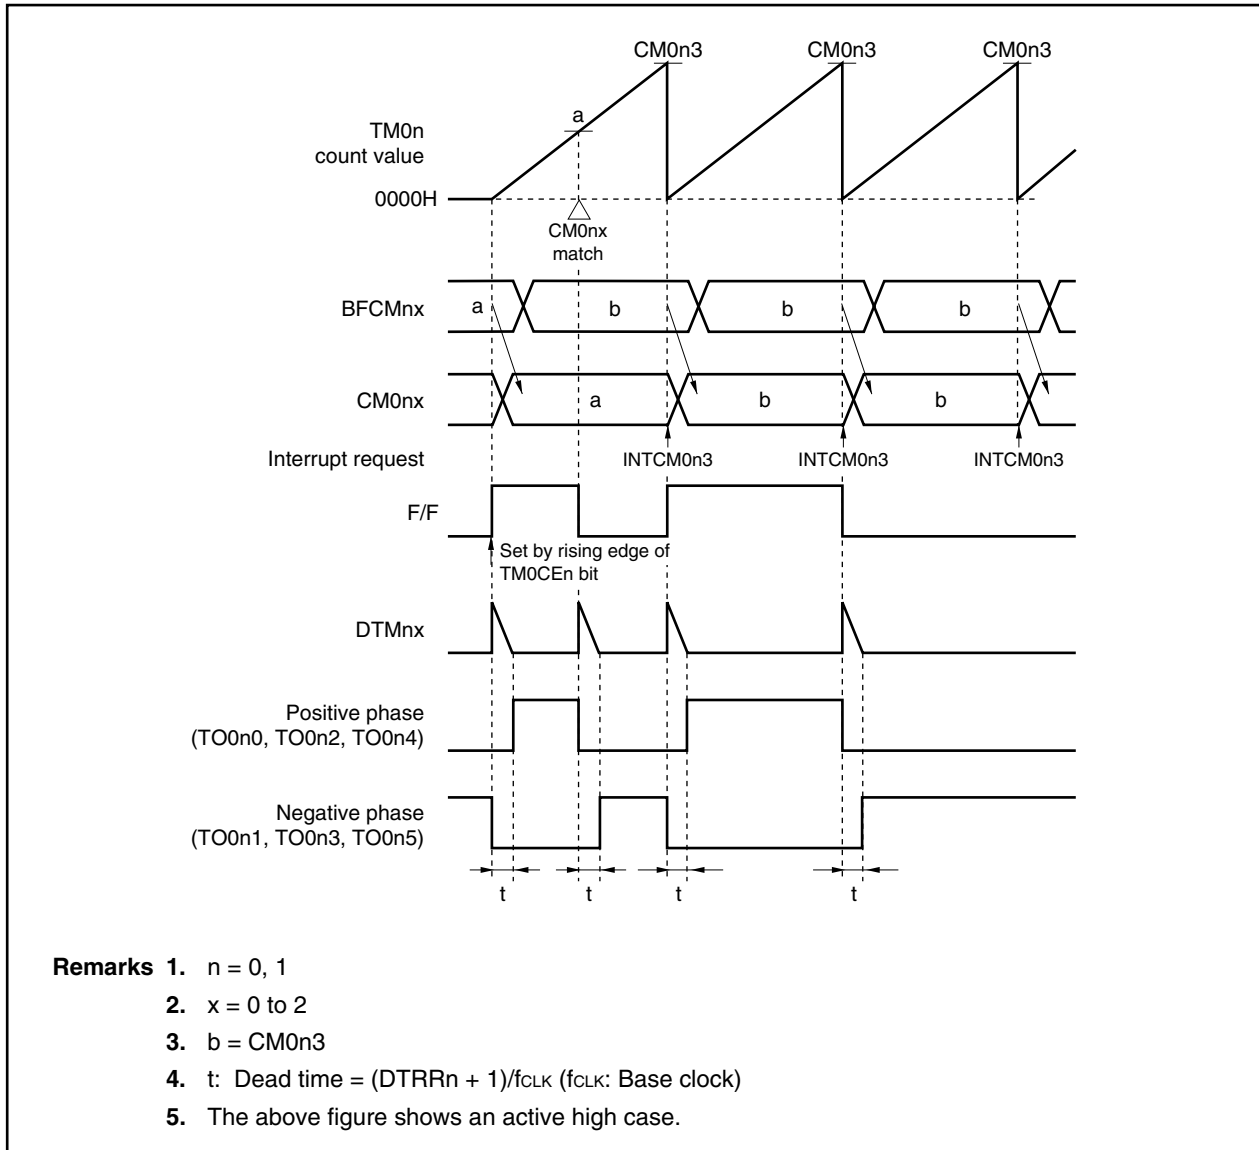 CM0n3 CM0n3 CM0n3
a
TM0n
count value
0000H
CM0nx
match
BFCMnx a b b b
CM0nx a b b
Interrupt request INTCM0n3 INTCM0n3 INTCM0n3
F/F
Set by rising edge of
TM0CEn bit
DTMnx
Positive phase
(TO0n0, TO0n2, TO0n4)
Negative phase
(TO0n1, TO0n3, TO0n5)
t t t t
Remarks 1. n = 0, 1
2. x = 0 to 2
3. b = CM0n3
4. t: Dead time = (DTRRn + 1)/fCLK (fCLK: Base clock)
5. The above figure shows an active high case.